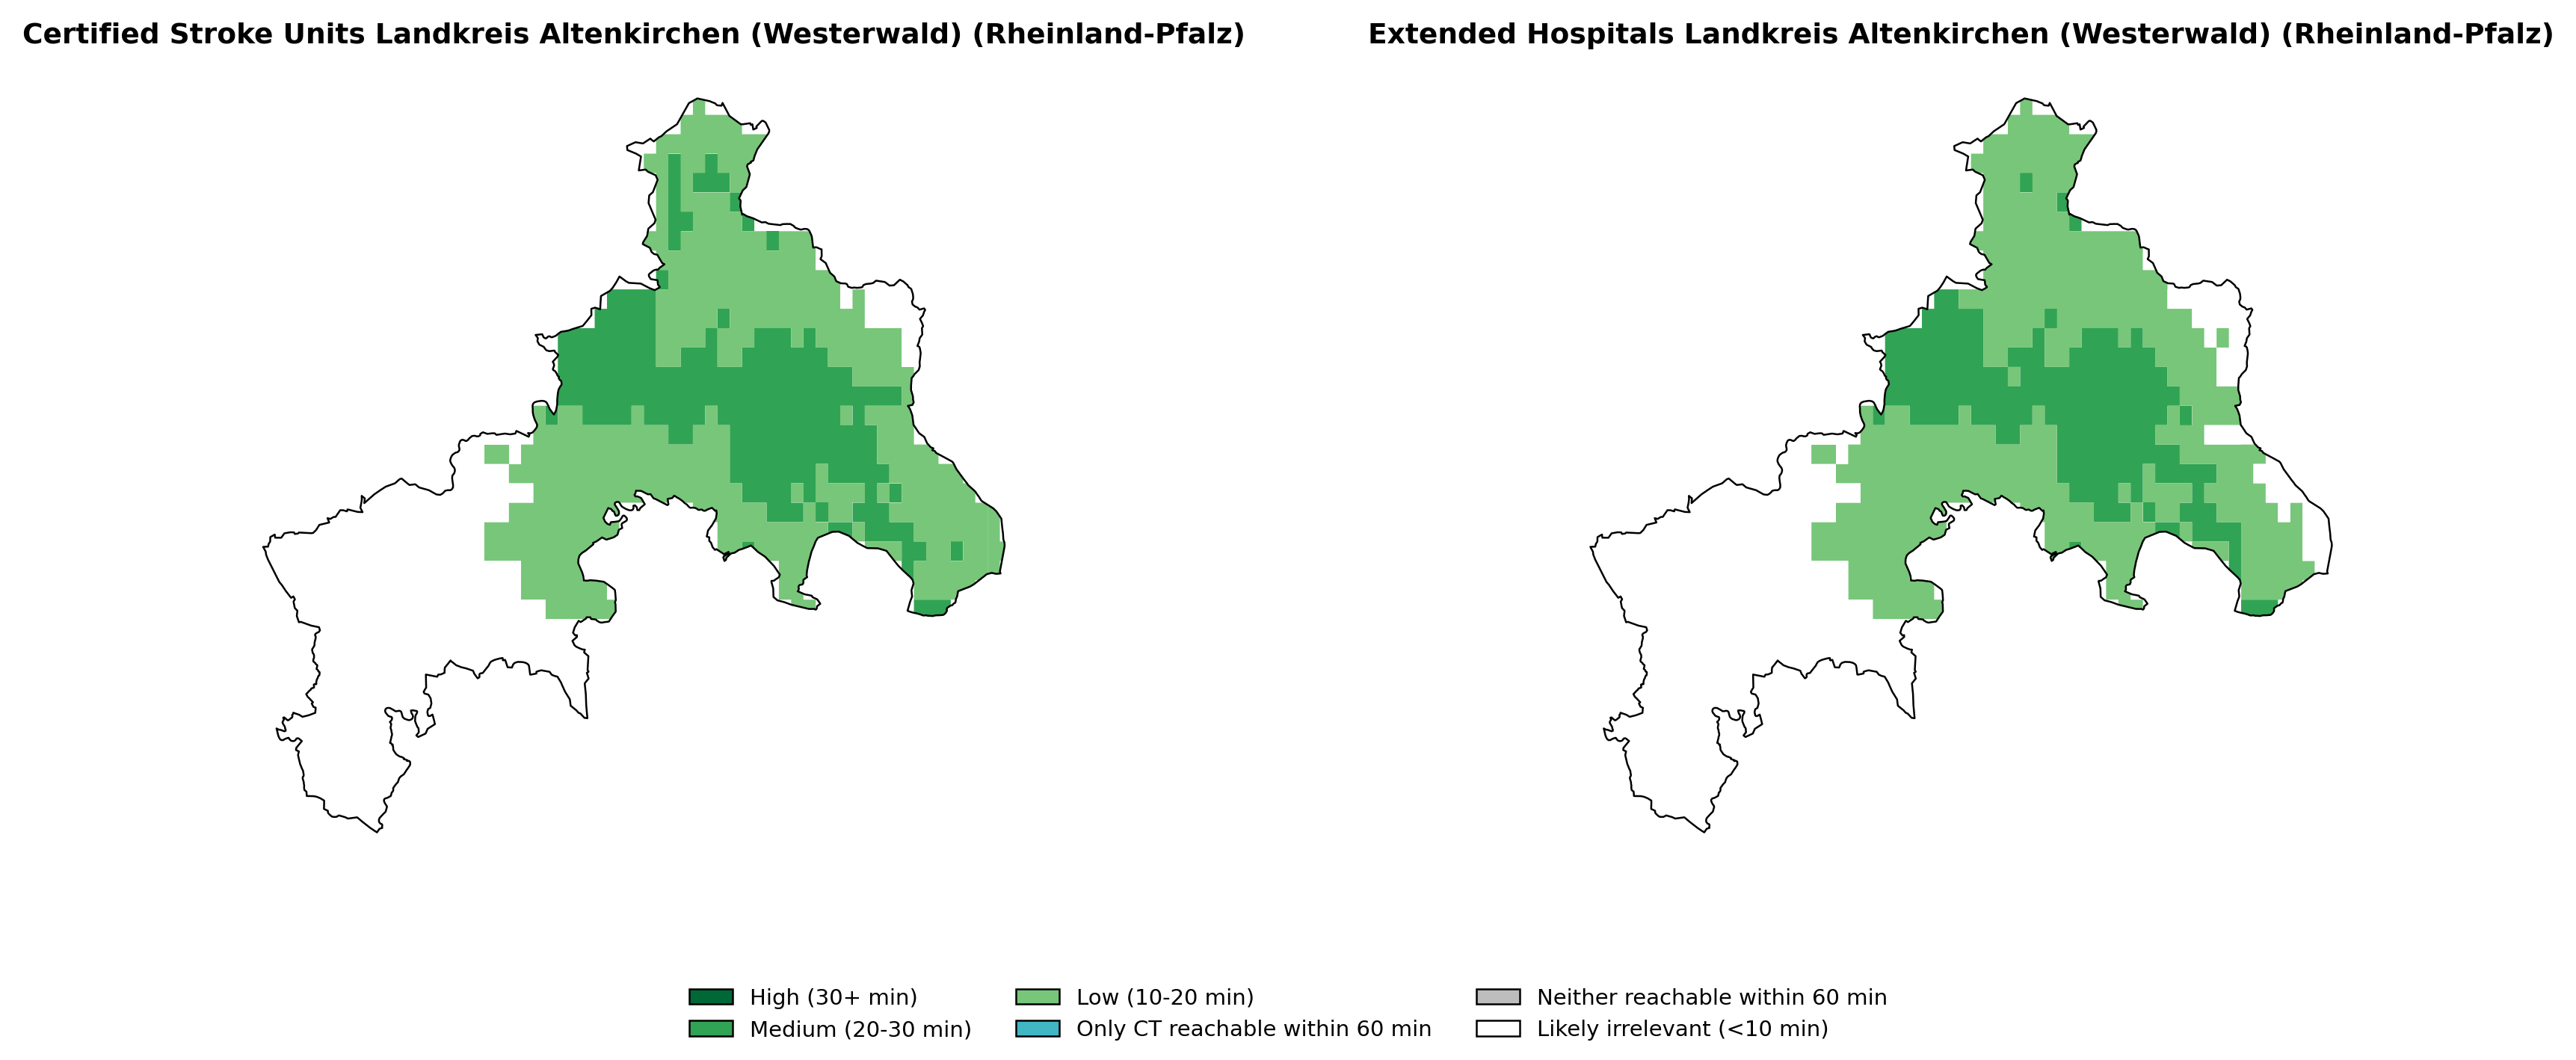 Certified Stroke Units Landkreis Altenkirchen (Westerwald) (Rheinland-Pfalz)
Extended Hospitals Landkreis Altenkirchen (Westerwald) (Rheinland-Pfalz)
High (30+ min)
Medium (20-30 min)
Low (10-20 min)
Only CT reachable within 60 min
Neither reachable within 60 min
Likely irrelevant (<10 min)